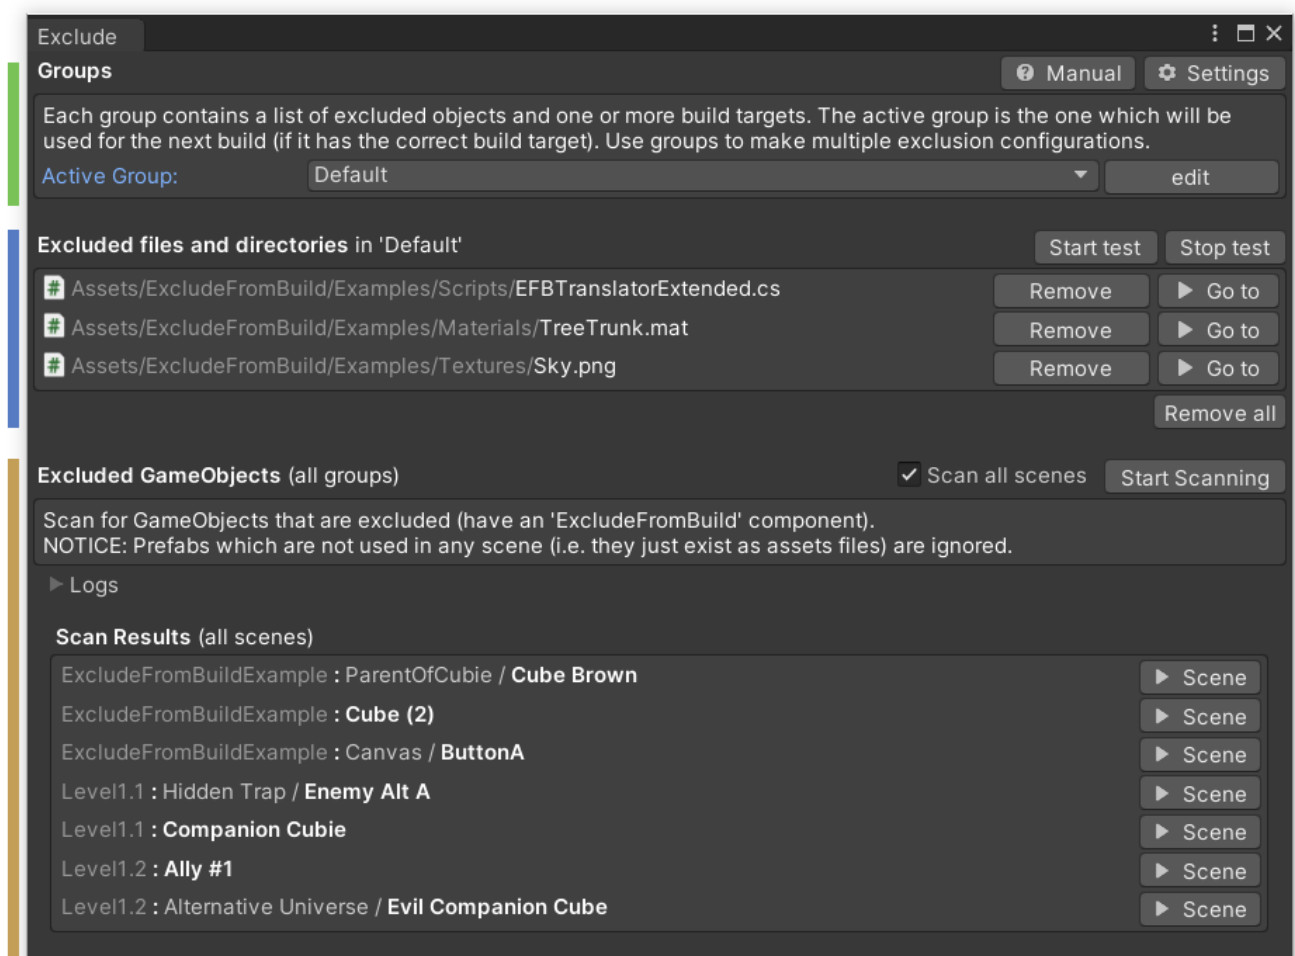 Exclude
Groups
Manual
Settings
Each group contains a list of excluded objects and one or more build targets. The active group is the one which will be
used for the next build (if it has the correct build target). Use groups to make multiple exclusion configurations.
Active Group: Default edit
Excluded files and directories in 'Default' Start test Stop test
Assets/ExcludeFromBuild/Examples/Scripts/EFBTranslatorExtended.cs Remove Go to
Assets/ExcludeFromBuild/Examples/Materials/TreeTrunk.mat Remove Go to
Assets/ExcludeFromBuild/Examples/Textures/Sky.png Remove Go to
Remove all
Excluded GameObjects (all groups) Scan all scenes Start Scanning
Scan for GameObjects that are excluded (have an 'ExcludeFromBuild' component).
NOTICE: Prefabs which are not used in any scene (i.e. they just exist as assets files) are ignored.
Logs
Scan Results (all scenes)
ExcludeFromBuildExample : ParentOfCubie / Cube Brown Scene
ExcludeFromBuildExample : Cube (2) Scene
ExcludeFromBuildExample : Canvas / ButtonA Scene
Level1.1 : Hidden Trap / Enemy Alt A Scene
Level1.1 : Companion Cubie Scene
Level1.2 : Ally #1 Scene
Level1.2 : Alternative Universe / Evil Companion Cube Scene